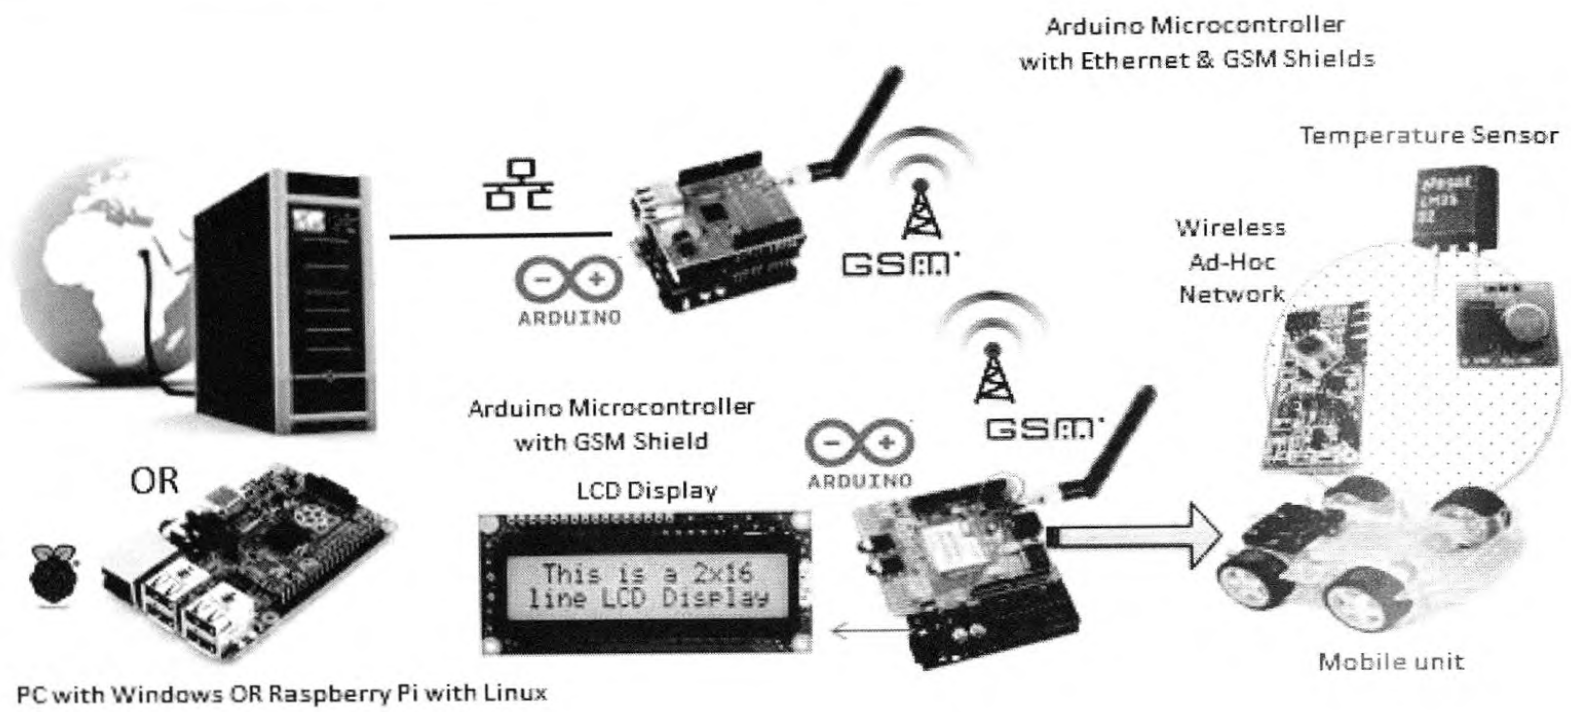 Arduino Microcontroller
with Ethernet & GSM Shields
Temperature Sensor
LM35
DZ
Wireless
Ad-Hoc
Network
GSM
ARDUINO
Arduino Microcontroller
with GSM Shield
GSM
ARDUINO
OR
LCD Display
This is a 2x16
line LCD Display
Mobile unit
PC with Windows OR Raspberry Pi with Linux